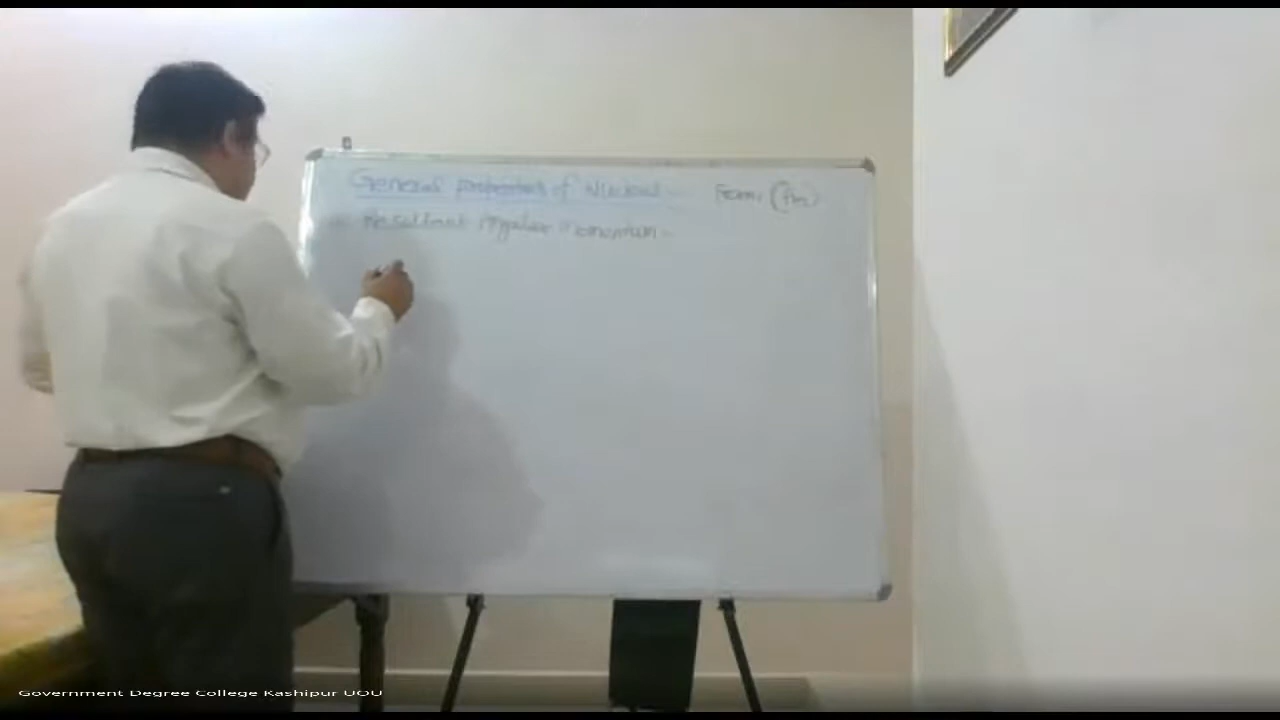 General properties of Nucleus - Fermi (fm)
Resultant Angular momentum -
Government Degree College Kashipur UOU